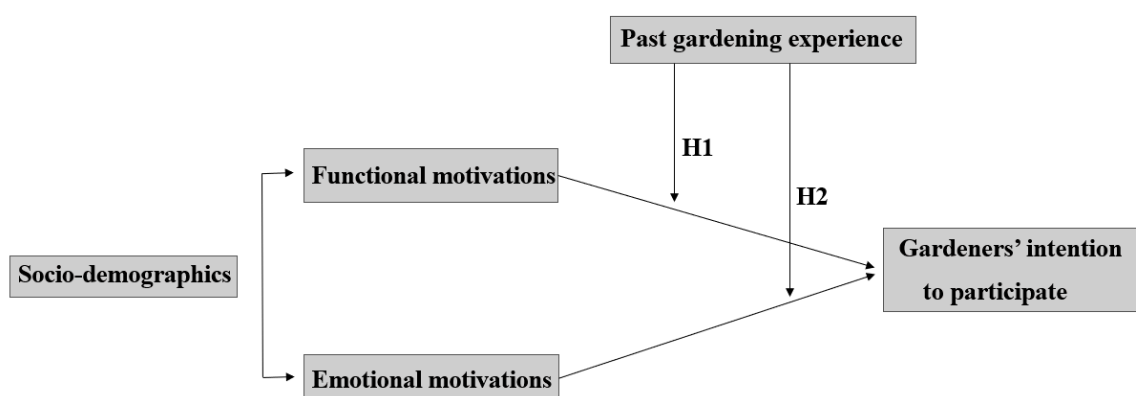 Past gardening experience
H1
Functional motivations
H2
Gardeners’ intention
to participate
Socio-demographics
Emotional motivations